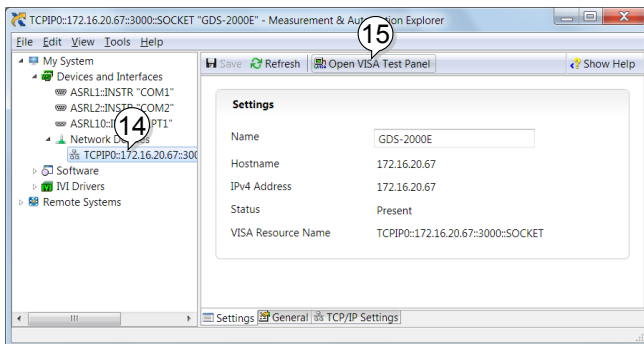 TCPIP0::172.16.20.67::3000::SOCKET "GDS-2000E" - Measurement & Automation Explorer
15
File Edit View Tools Help
My System
Devices and Interfaces
ASRL1::INSTR "COM1"
ASRL2::INSTR "COM2"
ASRL10::I PT1"
14
Network
TCPIP0::172.16.20.67::300
Software
IVI Drivers
Remote Systems
Save Refresh Open VISA Test Panel Show Help
Settings
Name GDS-2000E
Hostname 172.16.20.67
IPv4 Address 172.16.20.67
Status Present
VISA Resource Name TCPIP0::172.16.20.67::3000::SOCKET
Settings General TCP/IP Settings